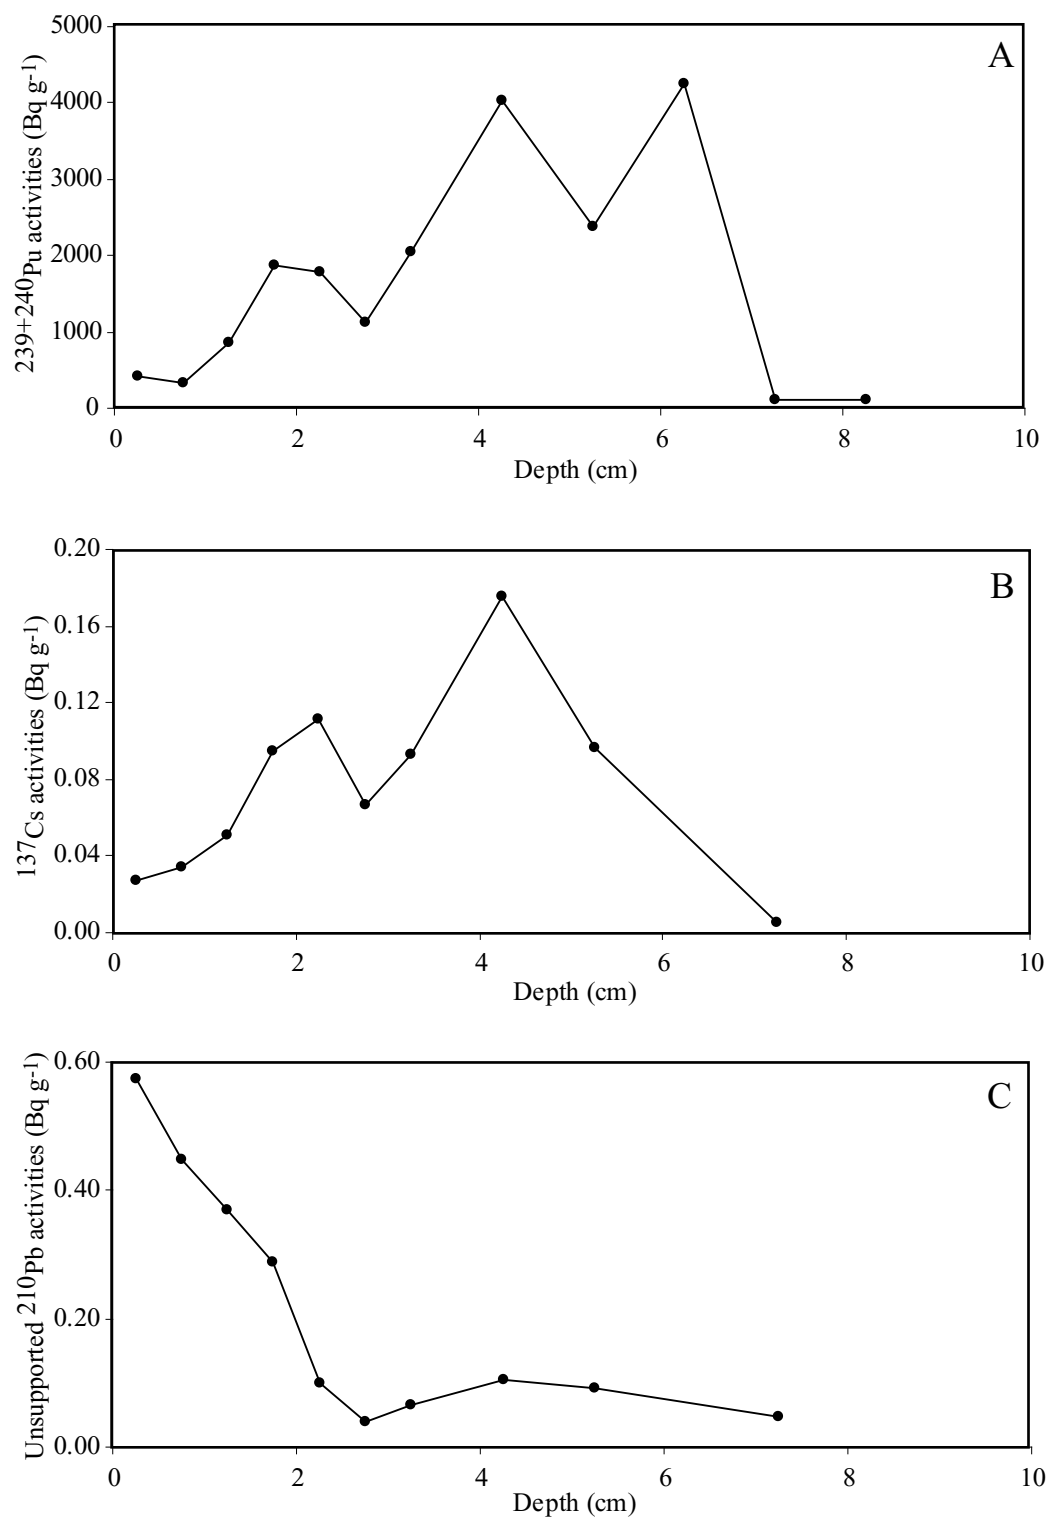 5000
A
4000
3000
2000
1000
0
239+240Pu activities (Bq g-1)
0 2 4 6 8 10
Depth (cm)
0.20
B
0.16
0.12
0.08
0.04
0.00
137Cs activities (Bq g-1)
0 2 4 6 8 10
Depth (cm)
0.60
C
0.40
0.20
0.00
Unsupported 210Pb activities (Bq g-1)
0 2 4 6 8 10
Depth (cm)